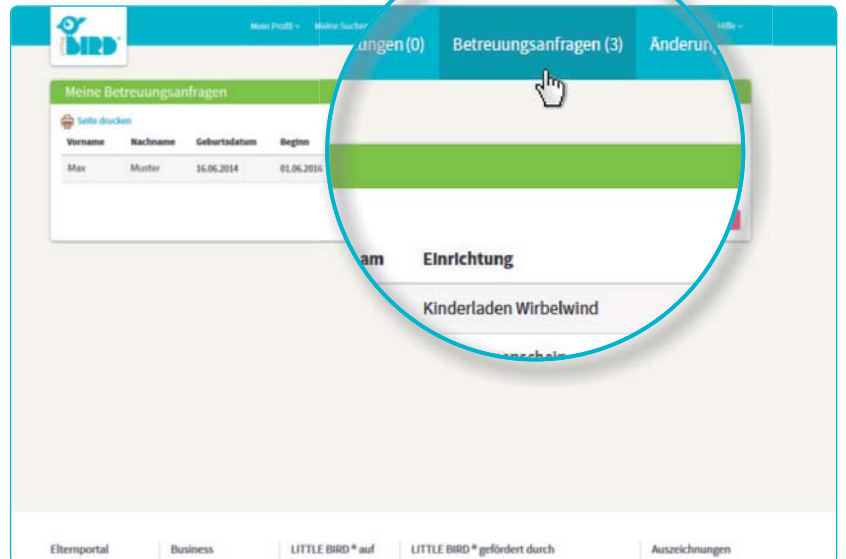 BIRD
Mein Profil Meine Sucher
ungen (0) Betreuungsanfragen (3) Änderun
Hilfe
Meine Betreuungsanfragen
Seite drucken
Vorname Nachname Geburtsdatum Beginn
Max Muster 16.06.2014 01.06.2016
am Einrichtung
Kinderladen Wirbelwind
nenschein
Elternportal Business LITTLE BIRD® auf LITTLE BIRD® gefördert durch Auszeichnungen